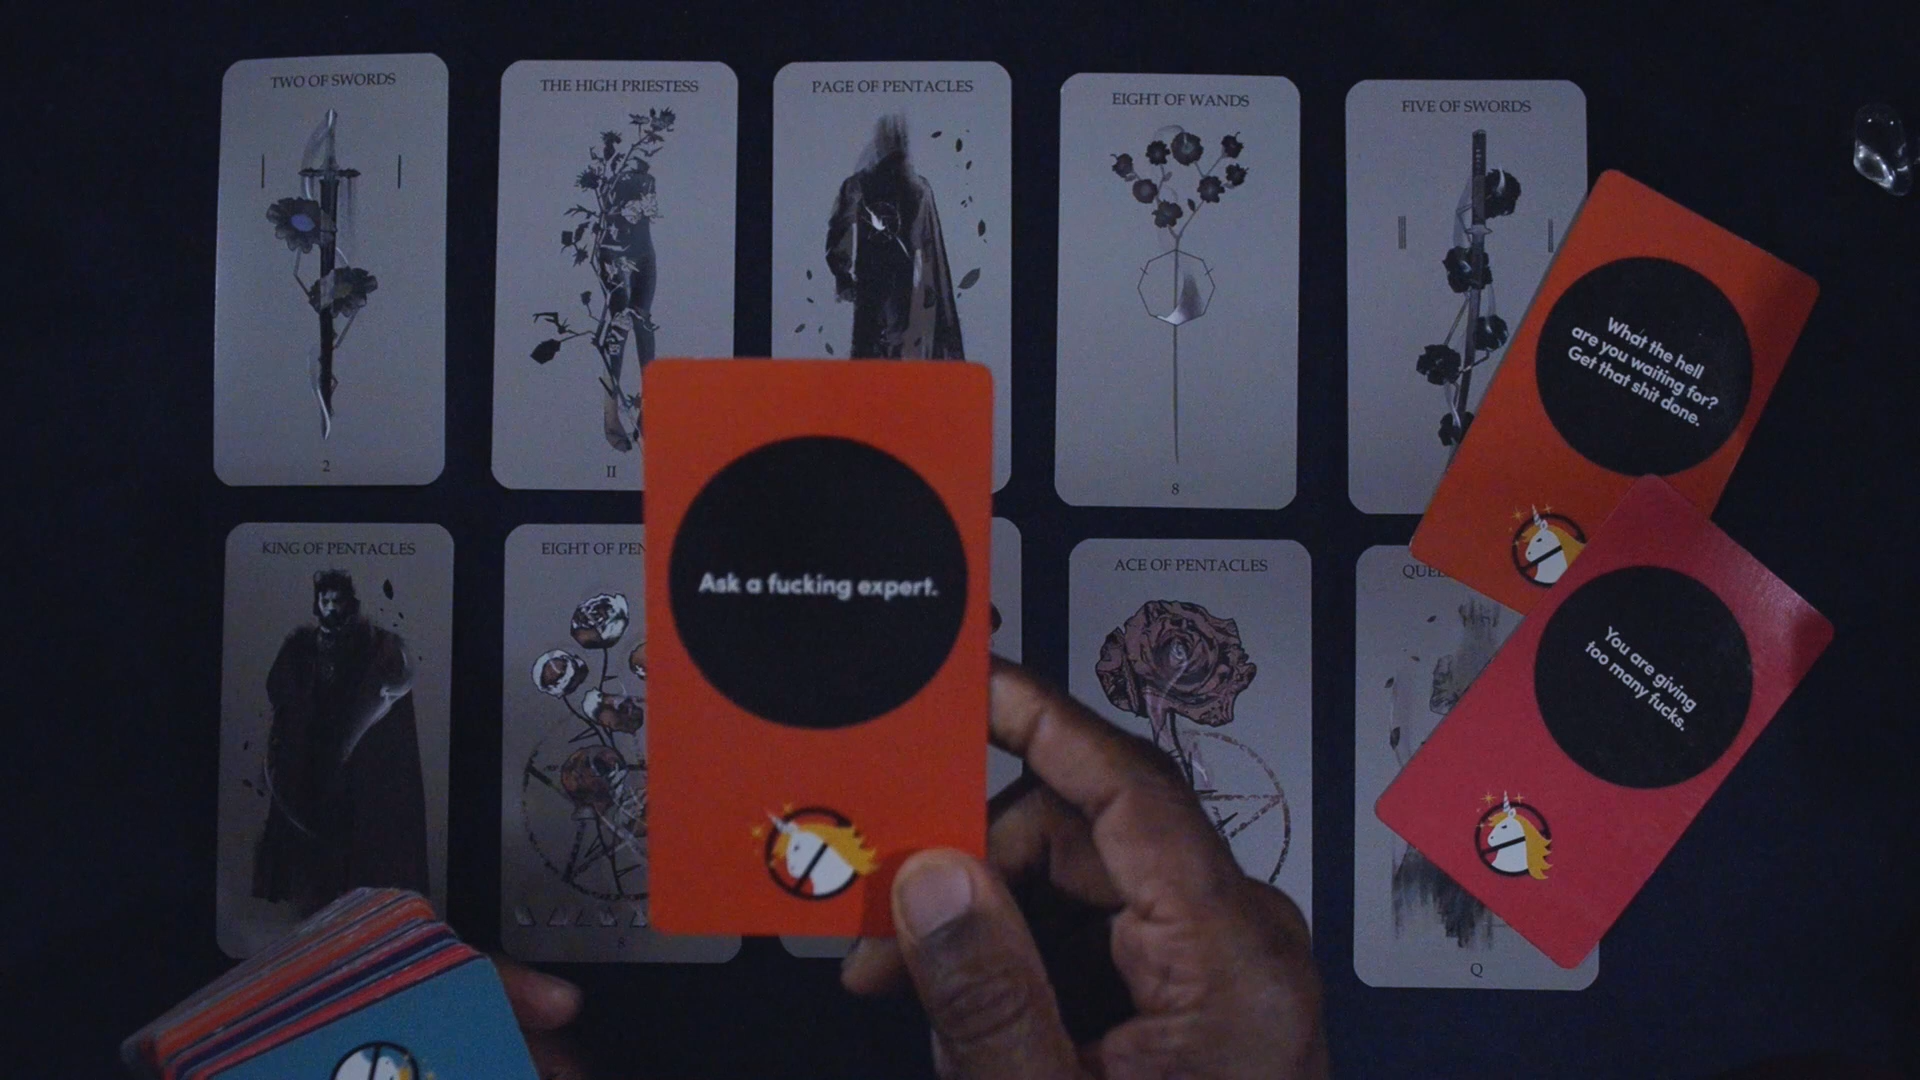 TWO OF SWORDS
2
THE HIGH PRIESTESS
II
PAGE OF PENTACLES
EIGHT OF WANDS
8
FIVE OF SWORDS
What the hell
are you waiting for?
Get that shit done.
KING OF PENTACLES
EIGHT OF PEN
8
Ask a fucking expert.
ACE OF PENTACLES
Q
You are giving
too many fucks.